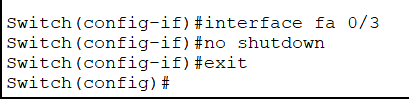 Switch(config-if)#interface fa 0/3
Switch(config-if)#no shutdown
Switch(config-if)#exit
Switch(config)#